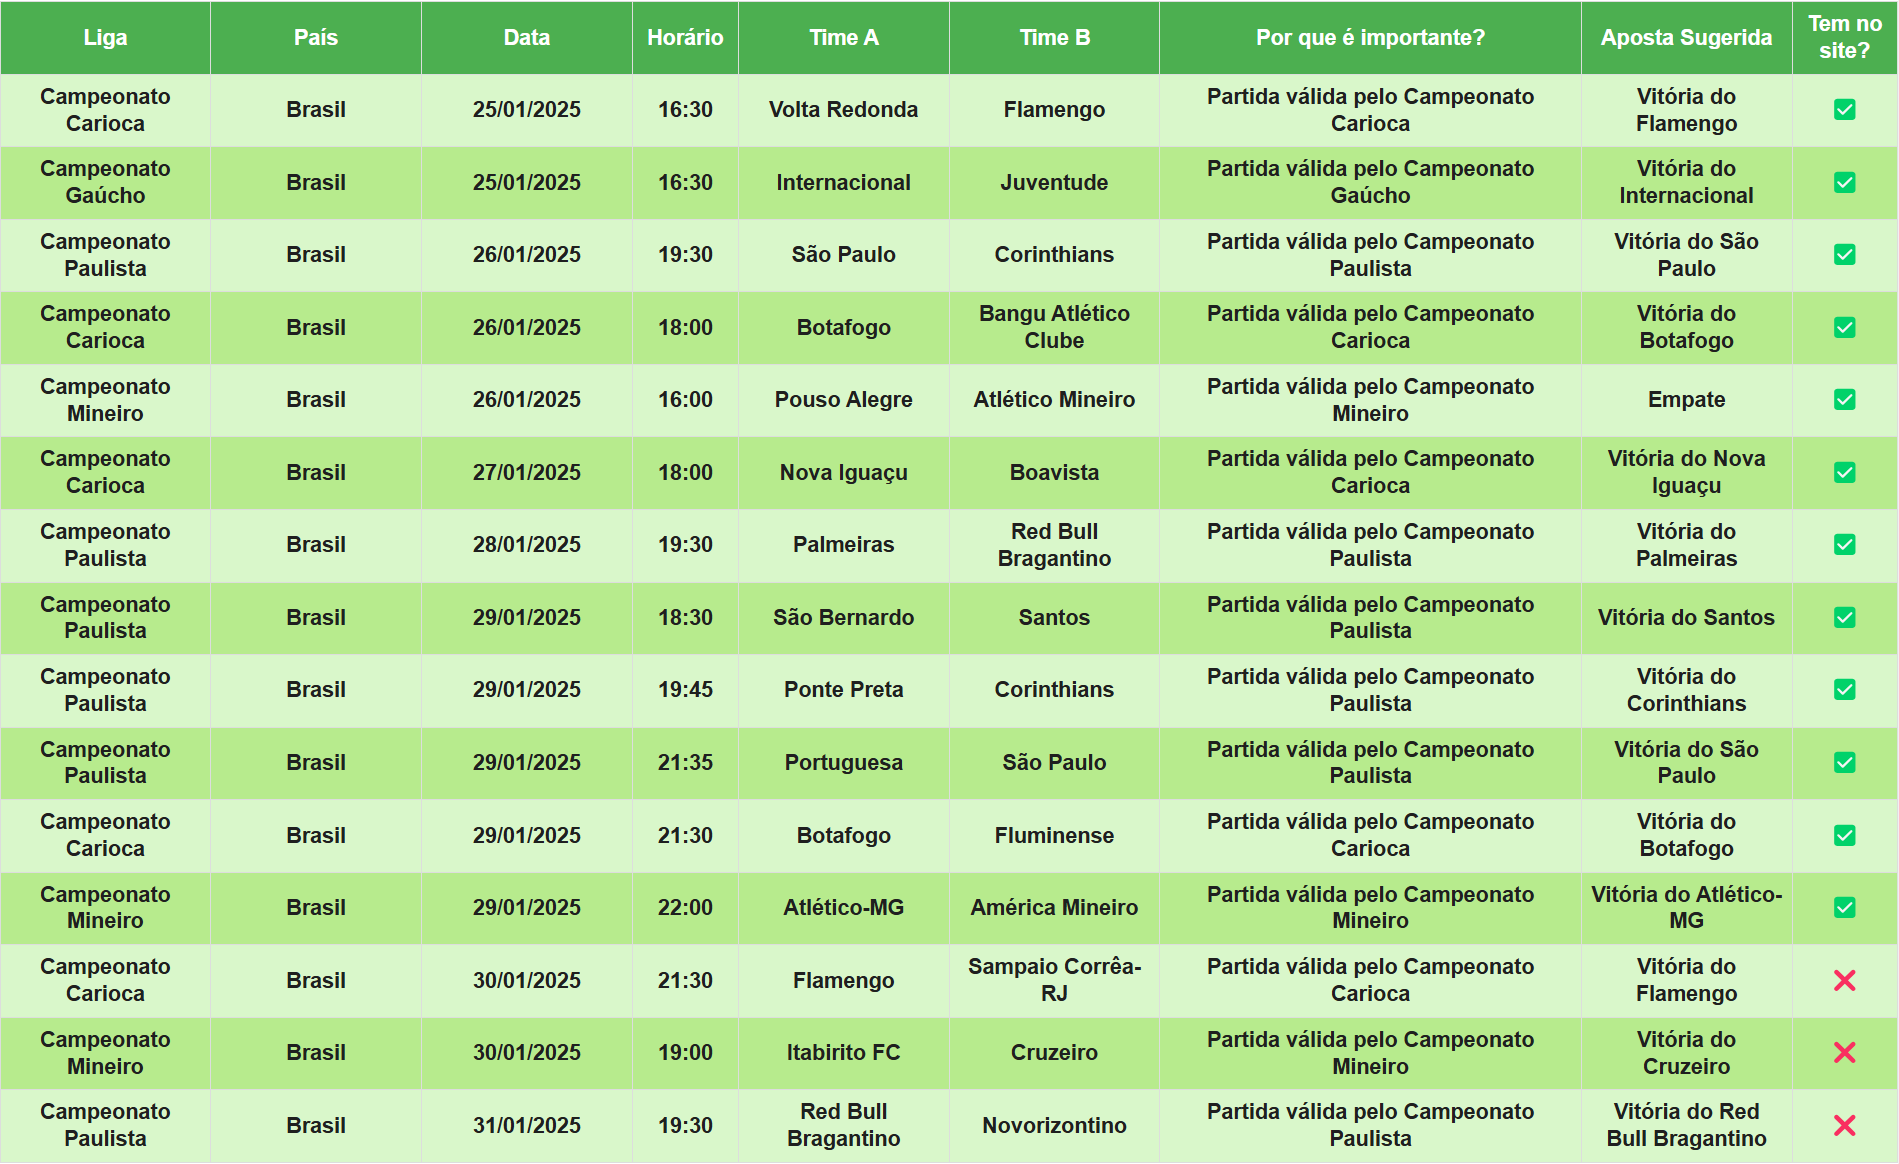 Liga País Data Horário Time A Time B Por que é importante? Aposta Sugerida Tem no
site?
Campeonato
Carioca Brasil 25/01/2025 16:30 Volta Redonda Flamengo Partida válida pelo Campeonato
Carioca Vitória do
Flamengo
Campeonato
Gaúcho Brasil 25/01/2025 16:30 Internacional Juventude Partida válida pelo Campeonato
Gaúcho Vitória do
Internacional
Campeonato
Paulista Brasil 26/01/2025 19:30 São Paulo Corinthians Partida válida pelo Campeonato
Paulista Vitória do São
Paulo
Campeonato
Carioca Brasil 26/01/2025 18:00 Botafogo Bangu Atlético
Clube Partida válida pelo Campeonato
Carioca Vitória do
Botafogo
Campeonato
Mineiro Brasil 26/01/2025 16:00 Pouso Alegre Atlético Mineiro Partida válida pelo Campeonato
Mineiro Empate
Campeonato
Carioca Brasil 27/01/2025 18:00 Nova Iguaçu Boavista Partida válida pelo Campeonato
Carioca Vitória do Nova
Iguaçu
Campeonato
Paulista Brasil 28/01/2025 19:30 Palmeiras Red Bull
Bragantino Partida válida pelo Campeonato
Paulista Vitória do
Palmeiras
Campeonato
Paulista Brasil 29/01/2025 18:30 São Bernardo Santos Partida válida pelo Campeonato
Paulista Vitória do Santos
Campeonato
Paulista Brasil 29/01/2025 19:45 Ponte Preta Corinthians Partida válida pelo Campeonato
Paulista Vitória do
Corinthians
Campeonato
Paulista Brasil 29/01/2025 21:35 Portuguesa São Paulo Partida válida pelo Campeonato
Paulista Vitória do São
Paulo
Campeonato
Carioca Brasil 29/01/2025 21:30 Botafogo Fluminense Partida válida pelo Campeonato
Carioca Vitória do
Botafogo
Campeonato
Mineiro Brasil 29/01/2025 22:00 Atlético-MG América Mineiro Partida válida pelo Campeonato
Mineiro Vitória do Atlético-
MG
Campeonato
Carioca Brasil 30/01/2025 21:30 Flamengo Sampaio Corrêa-
RJ Partida válida pelo Campeonato
Carioca Vitória do
Flamengo
Campeonato
Mineiro Brasil 30/01/2025 19:00 Itabirito FC Cruzeiro Partida válida pelo Campeonato
Mineiro Vitória do
Cruzeiro
Campeonato
Paulista Brasil 31/01/2025 19:30 Red Bull
Bragantino Novorizontino Partida válida pelo Campeonato
Paulista Vitória do Red
Bull Bragantino